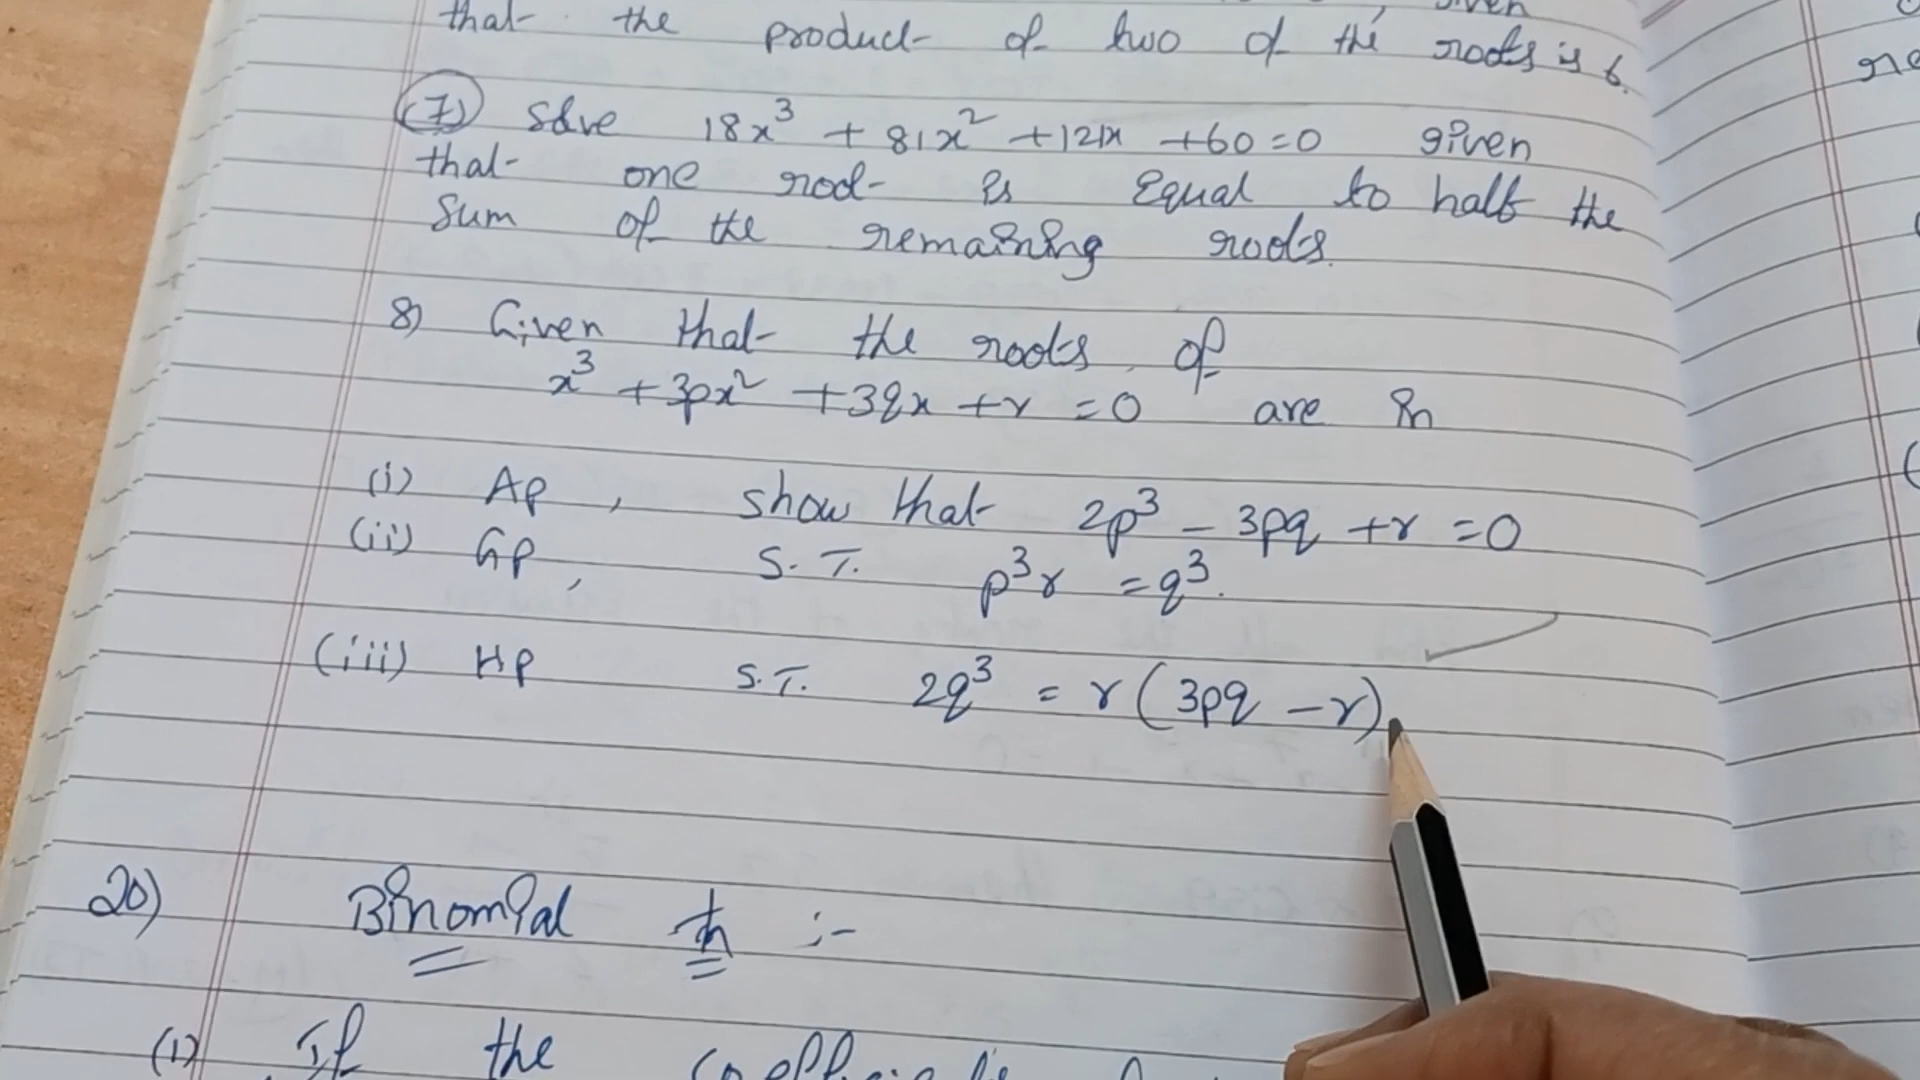 that the product of two of the roots is 6.
(7) Solve 18x³ + 81x² + 121x + 60 = 0 given
that one root is Equal to half the
Sum of the remaining roots.
8) Given that the roots of
x³ + 3px² + 3qx + r = 0 are in
(i) AP, show that 2p³ - 3pq + r = 0
(ii) GP, S.T. p³r = q³.
(iii) HP S.T. 2q³ = r(3pq - r)
20) Binomial th :-
(1) If the